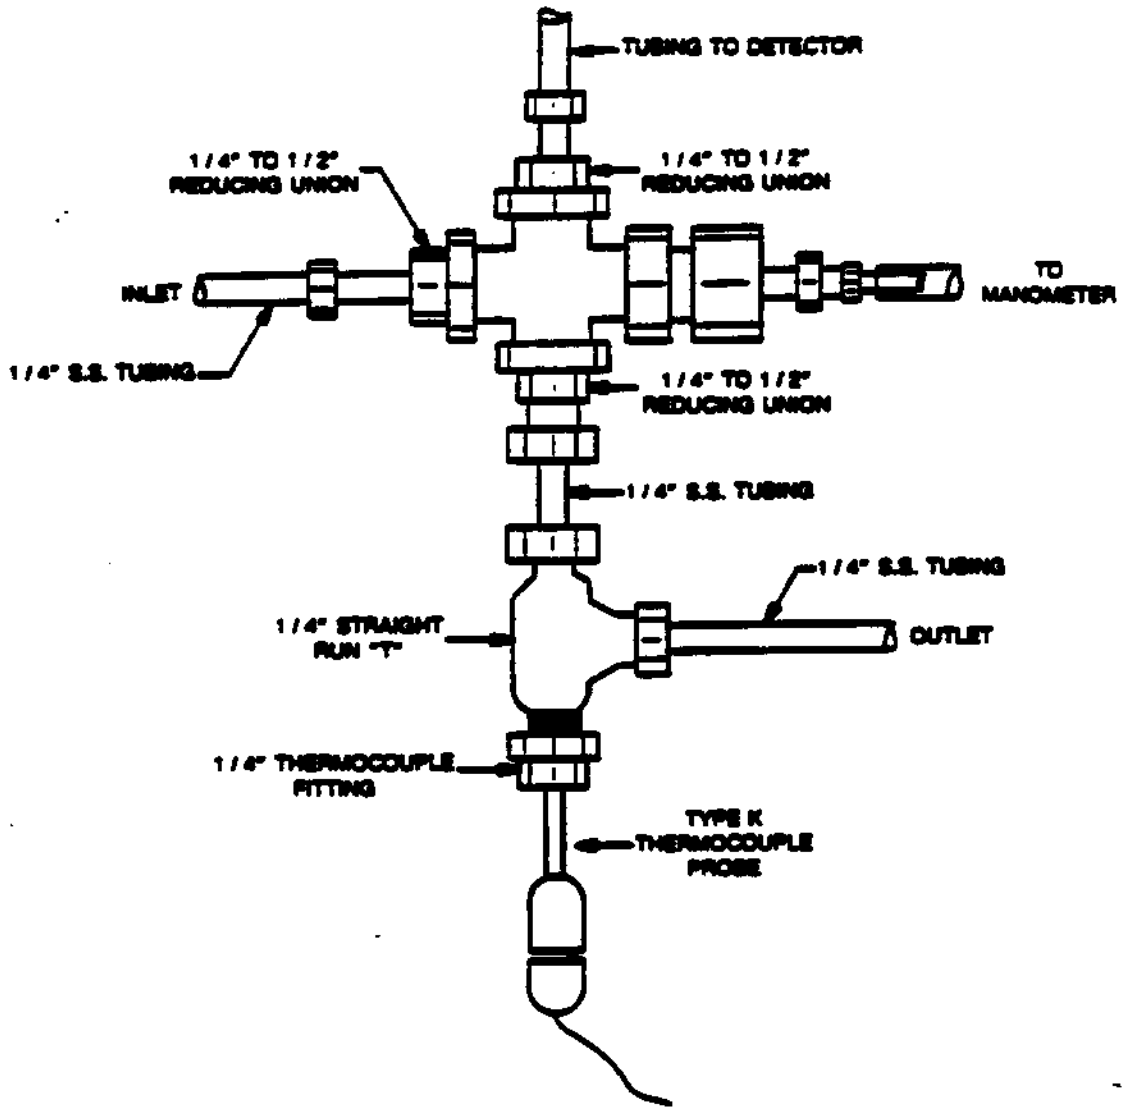 TUBING TO DETECTOR
1/4" TO 1/2"
REDUCING UNION
1/4" TO 1/2"
REDUCING UNION
INLET
TO
MANOMETER
1/4" S.S. TUBING
1/4" TO 1/2"
REDUCING UNION
1/4" S.S. TUBING
1/4" S.S. TUBING
1/4" STRAIGHT
RUN "T"
OUTLET
1/4" THERMOCOUPLE
FITTING
TYPE K
THERMOCOUPLE
PROBE